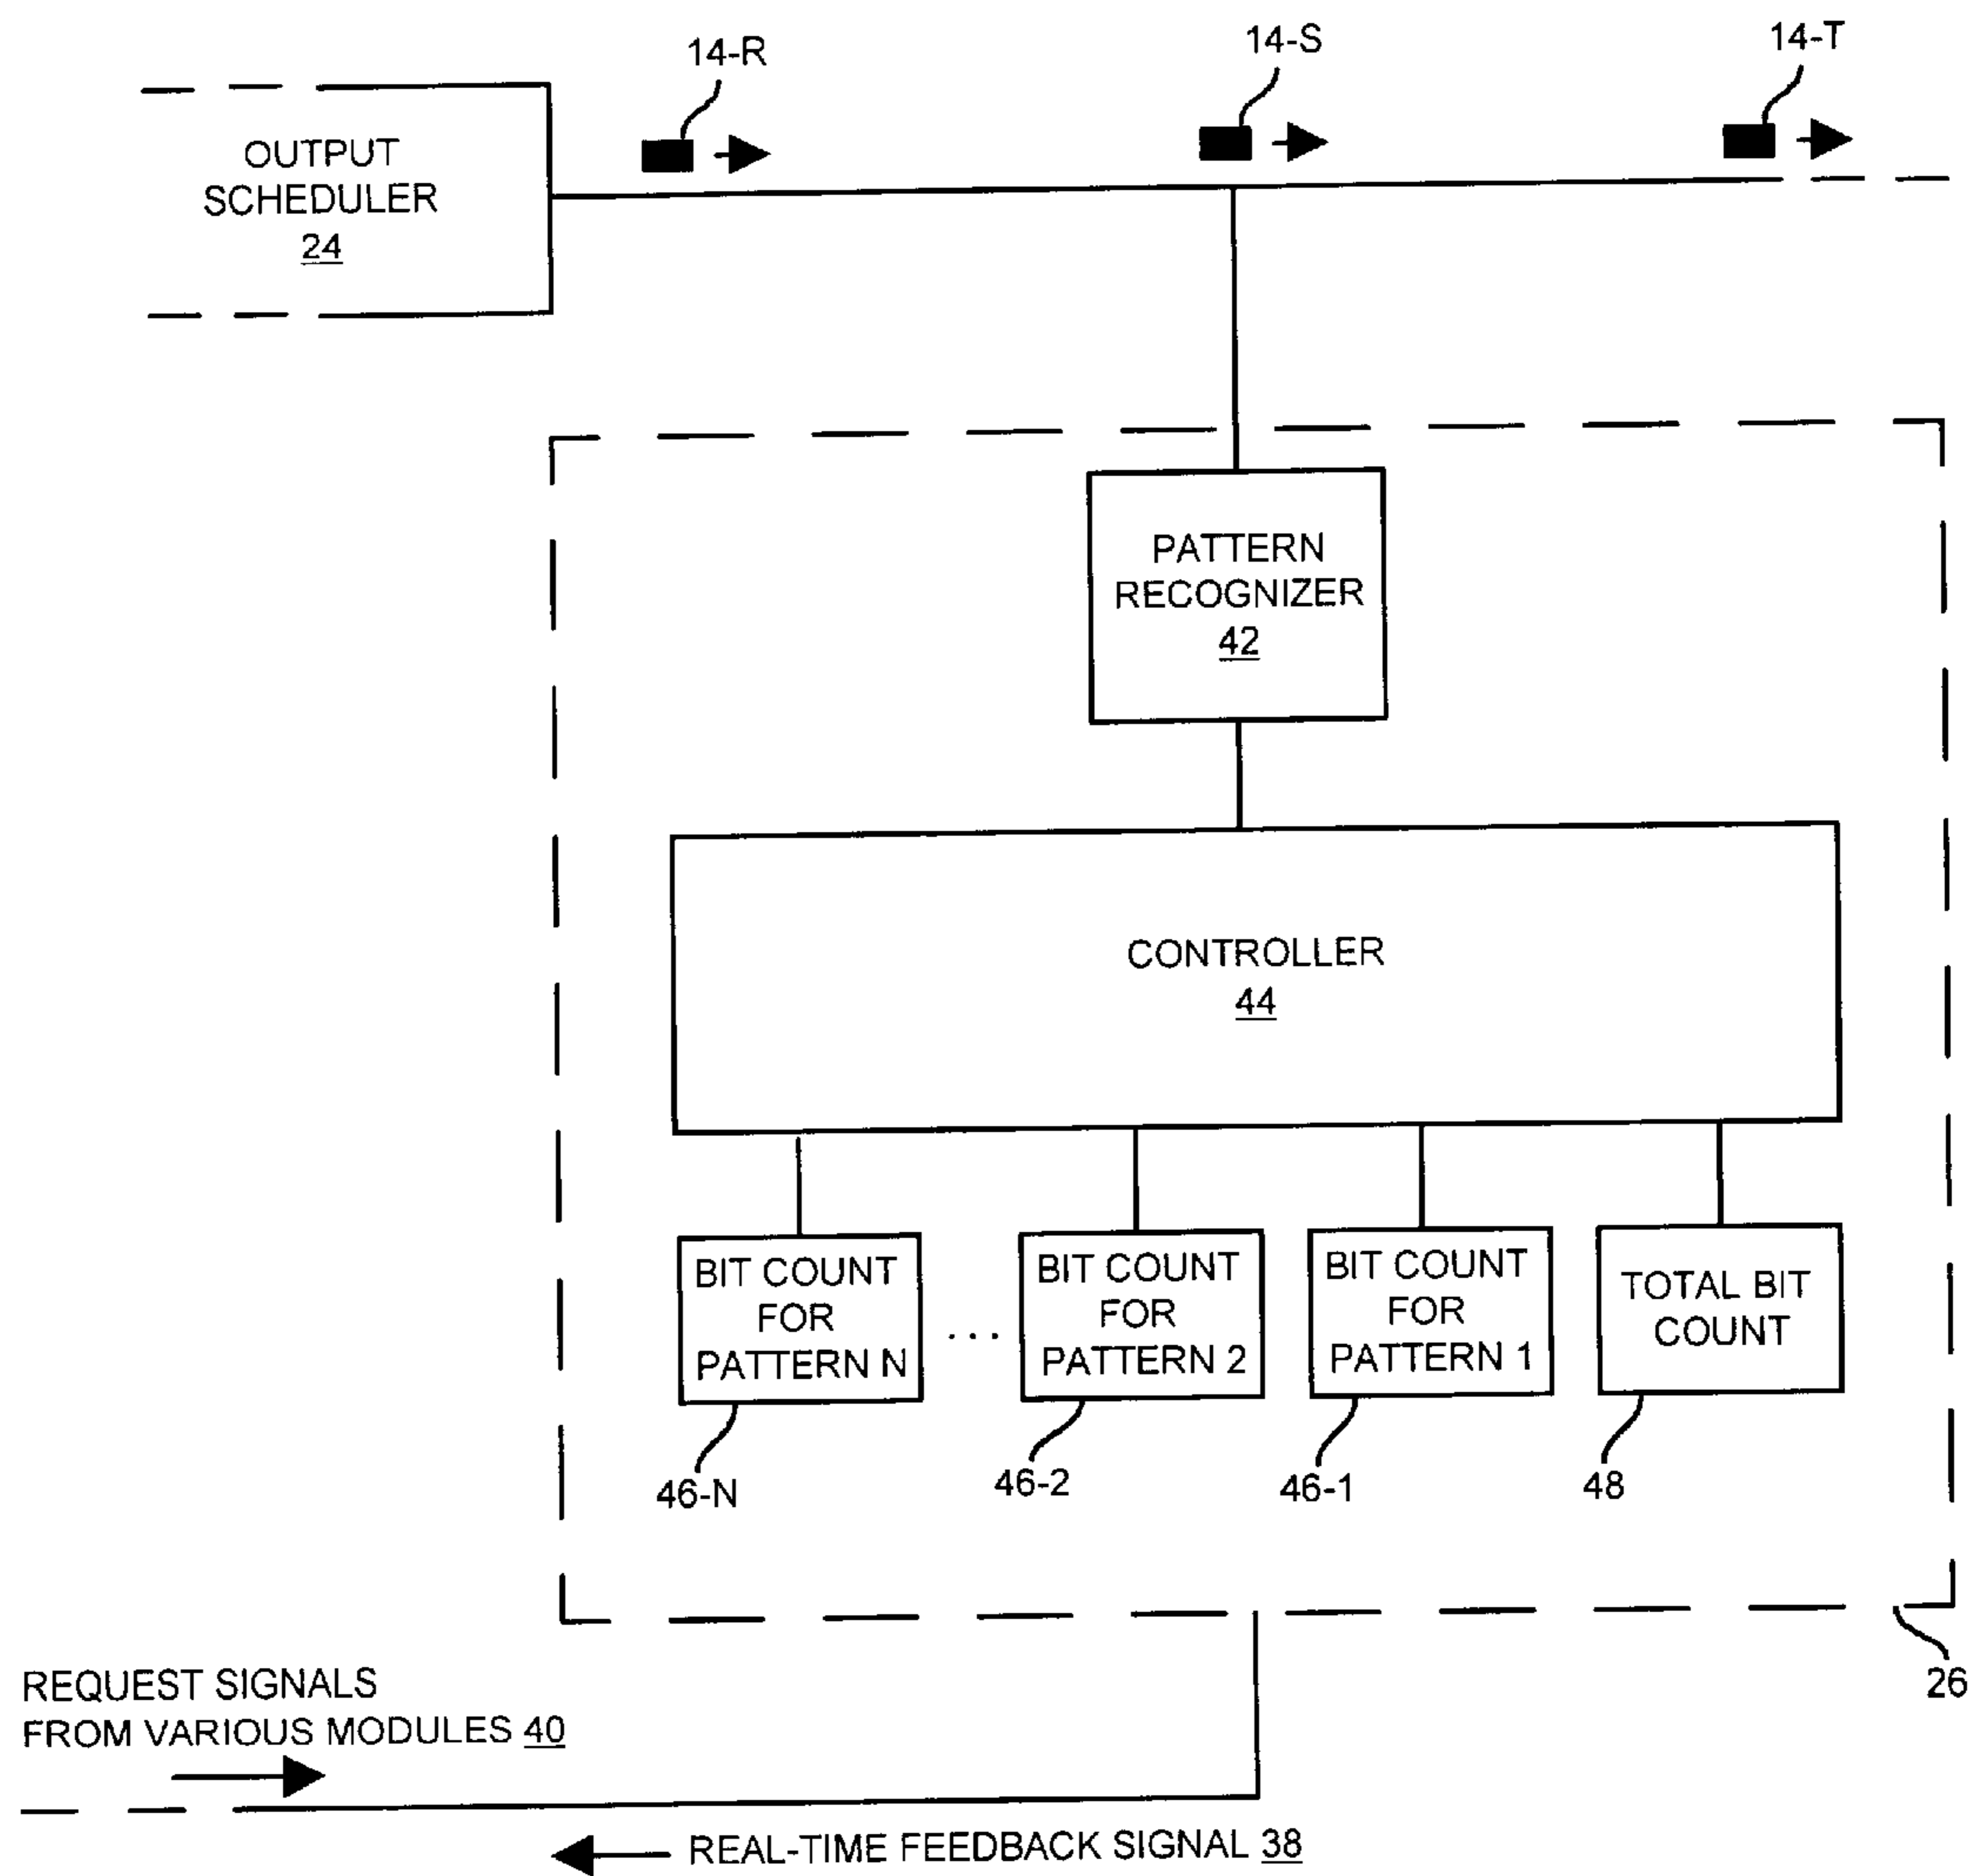 14-R
14-S
14-T
OUTPUT
SCHEDULER
24
PATTERN
RECOGNIZER
42
CONTROLLER
44
BIT COUNT
FOR
PATTERN N
...
BIT COUNT
FOR
PATTERN 2
BIT COUNT
FOR
PATTERN 1
TOTAL BIT
COUNT
46-N
46-2
46-1
48
26
REQUEST SIGNALS
FROM VARIOUS MODULES 40
REAL-TIME FEEDBACK SIGNAL 38